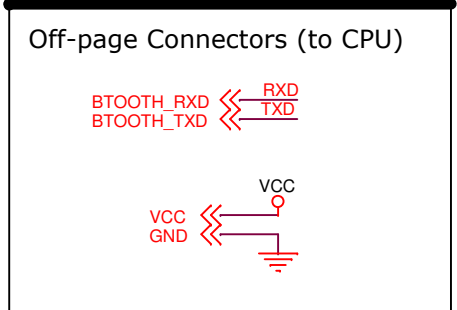 Off-page Connectors (to CPU)
BTOOTH_RXD RXD
BTOOTH_TXD TXD
VCC
VCC
GND